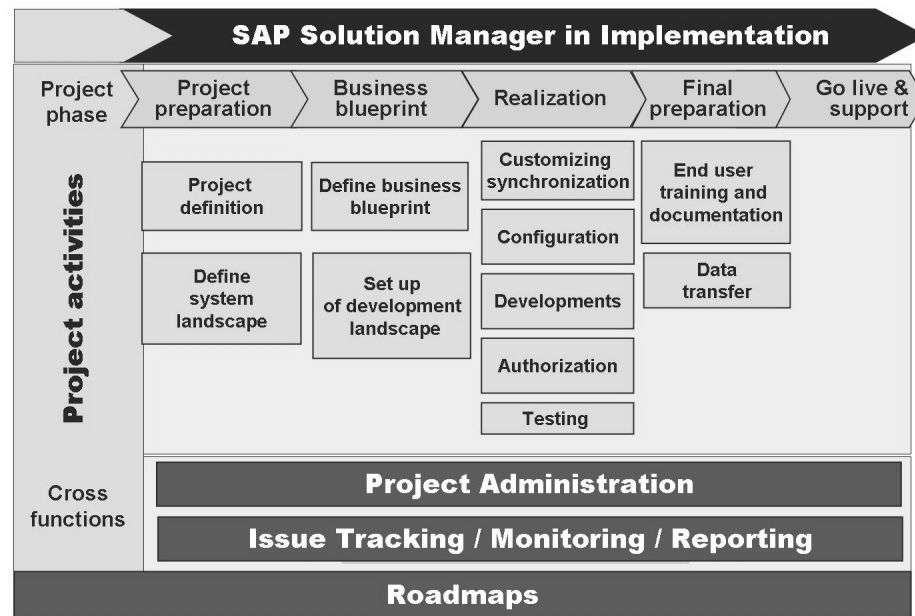 SAP Solution Manager in Implementation
Project
phase
Project
preparation
Business
blueprint
Realization
Final
preparation
Go live &
support
Project activities
Project
definition
Define
system
landscape
Define business
blueprint
Set up
of development
landscape
Customizing
synchronization
Configuration
Developments
Authorization
Testing
End user
training and
documentation
Data
transfer
Cross
functions
Project Administration
Issue Tracking / Monitoring / Reporting
Roadmaps